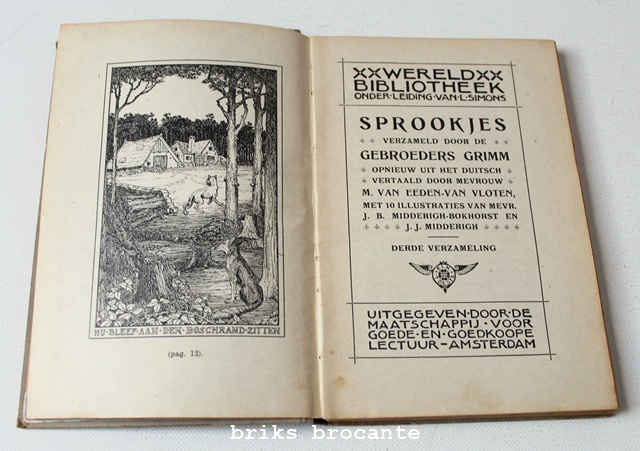 HIJ·BLEEF·AAN·DEN·BOSCHRAND·ZITTEN
(pag. 12).
WERELD
BIBLIOTHEEK
ONDER·LEIDING·VAN·L·SIMONS
SPROOKJES
VERZAMELD DOOR DE
GEBROEDERS GRIMM
OPNIEUW UIT HET DUITSCH
VERTAALD DOOR MEVROUW
M. VAN EEDEN-VAN VLOTEN,
MET 10 ILLUSTRATIES VAN MEVR.
J. B. MIDDERIGH-BOKHORST EN
J. J. MIDDERIGH
DERDE VERZAMELING
UITGEGEVEN·DOOR·DE
MAATSCHAPPIJ·VOOR
GOEDE·EN·GOEDKOOPE
LECTUUR–AMSTERDAM
briks brocante